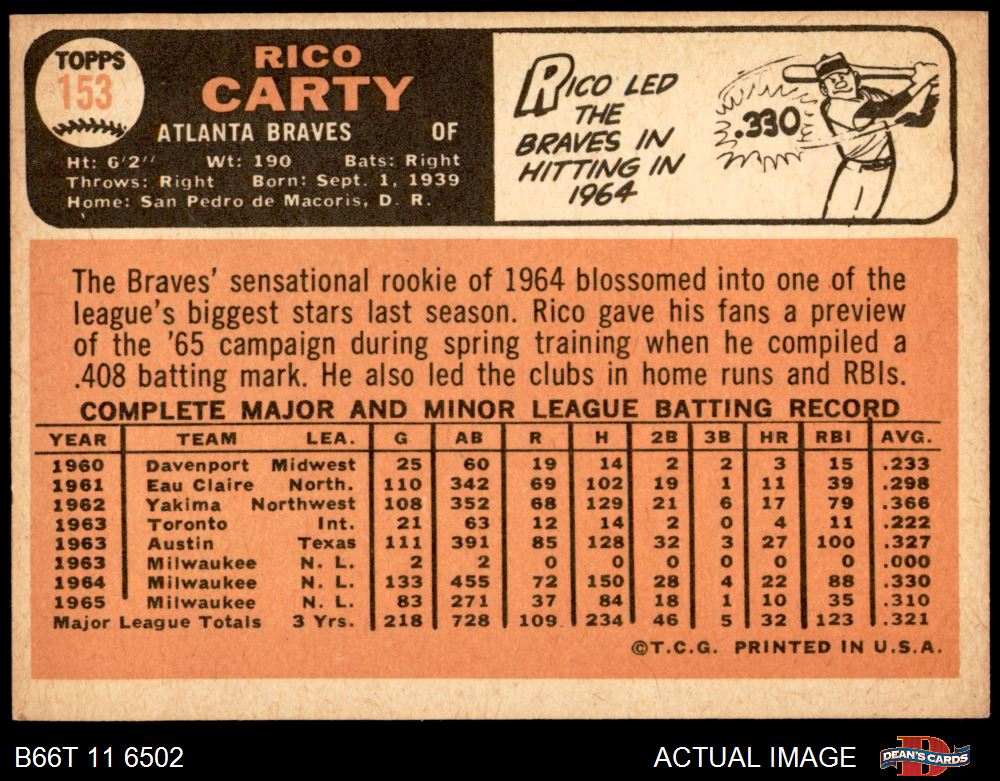 TOPPS
153
RICO
CARTY
ATLANTA BRAVES OF
Ht: 6'2" Wt: 190 Bats: Right
Throws: Right Born: Sept. 1, 1939
Home: San Pedro de Macoris, D. R.
RICO LED
THE
BRAVES IN
HITTING IN
1964
.330
The Braves' sensational rookie of 1964 blossomed into one of the
league's biggest stars last season. Rico gave his fans a preview
of the '65 campaign during spring training when he compiled a
.408 batting mark. He also led the clubs in home runs and RBIs.
COMPLETE MAJOR AND MINOR LEAGUE BATTING RECORD
YEAR TEAM LEA. G AB R H 2B 3B HR RBI AVG.
1960 Davenport Midwest 25 60 19 14 2 2 3 15 .233
1961 Eau Claire North. 110 342 69 102 19 1 11 39 .298
1962 Yakima Northwest 108 352 68 129 21 6 17 79 .366
1963 Toronto Int. 21 63 12 14 2 0 4 11 .222
1963 Austin Texas 111 391 85 128 32 3 27 100 .327
1963 Milwaukee N. L. 2 2 0 0 0 0 0 0 .000
1964 Milwaukee N. L. 133 455 72 150 28 4 22 88 .330
1965 Milwaukee N. L. 83 271 37 84 18 1 10 35 .310
Major League Totals 3 Yrs. 218 728 109 234 46 5 32 123 .321
©T.C.G. PRINTED IN U.S.A.
B66T 11 6502 ACTUAL IMAGE DEAN'S CARDS